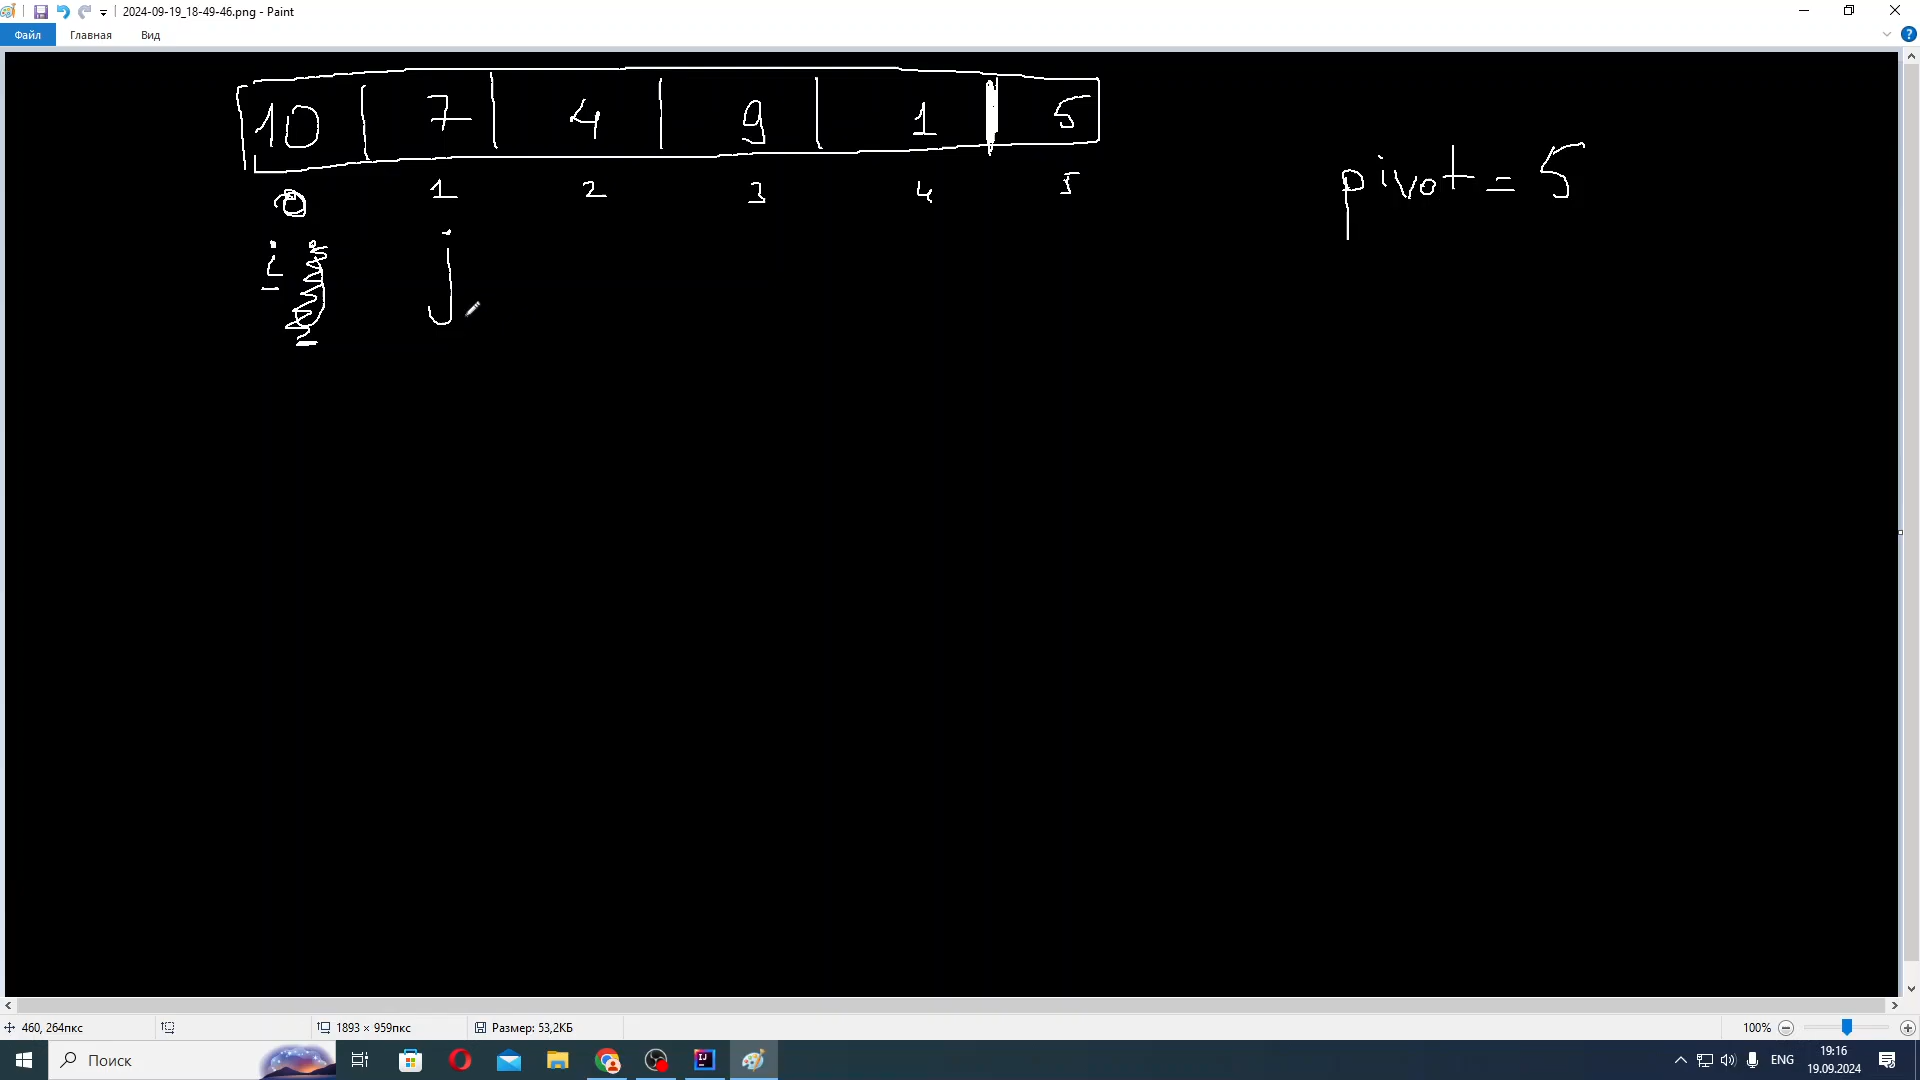 2024-09-19_18-49-46.png - Paint
Файл Главная Вид
10 7 4 9 1 5
0 1 2 3 4 5
pivot = 5
i j
460, 264пкс 1893 × 959пкс Размер: 53,2КБ 100%
Поиск
ENG
19:16
19.09.2024